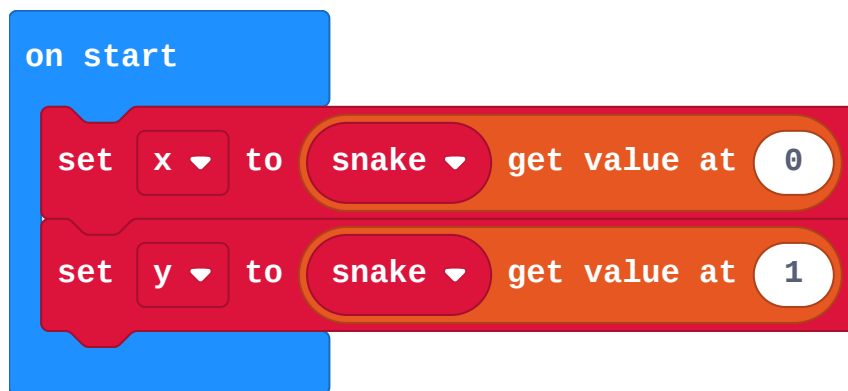 on start
set x to snake get value at 0
set y to snake get value at 1